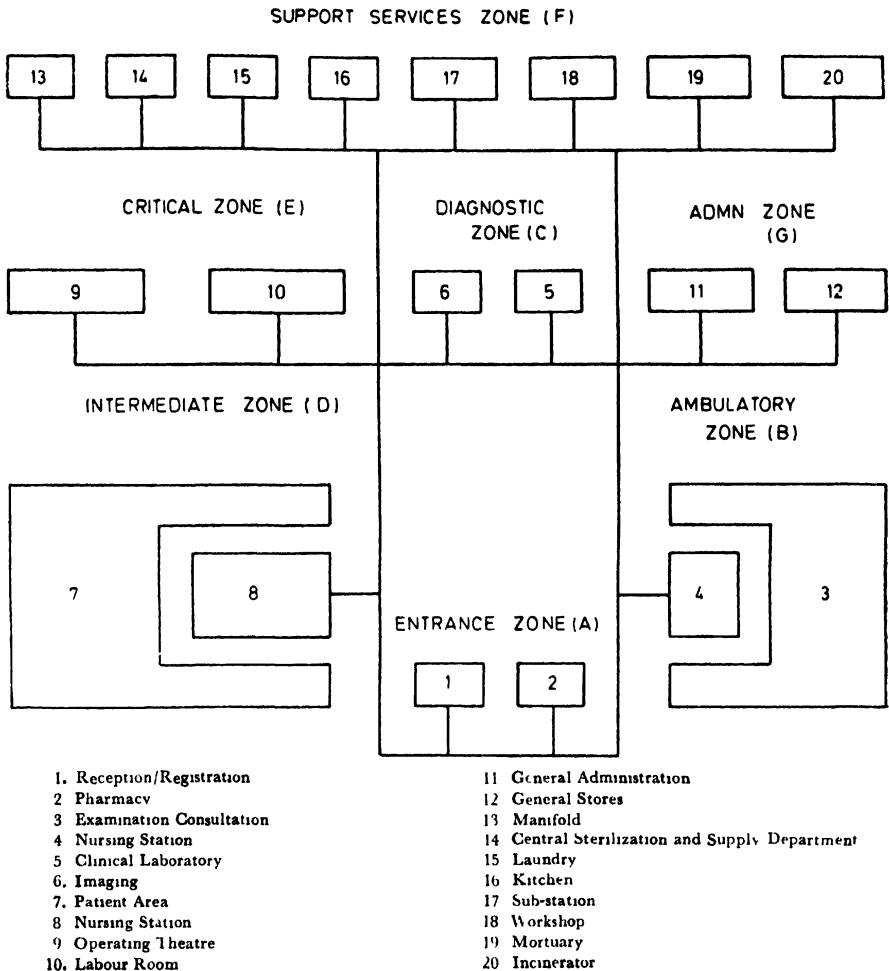 SUPPORT SERVICES ZONE (F)
13 14 15 16 17 18 19 20
CRITICAL ZONE (E)
DIAGNOSTIC
ZONE (C)
ADMN ZONE
(G)
9 10 6 5 11 12
INTERMEDIATE ZONE (D)
AMBULATORY
ZONE (B)
7 8 4 3
ENTRANCE ZONE (A)
1 2
1. Reception/Registration
2 Pharmacy
3 Examination Consultation
4 Nursing Station
5 Clinical Laboratory
6. Imaging
7. Patient Area
8 Nursing Station
9 Operating Theatre
10. Labour Room
11 General Administration
12 General Stores
13 Manifold
14 Central Sterilization and Supply Department
15 Laundry
16 Kitchen
17 Sub-station
18 Workshop
19 Mortuary
20 Incinerator